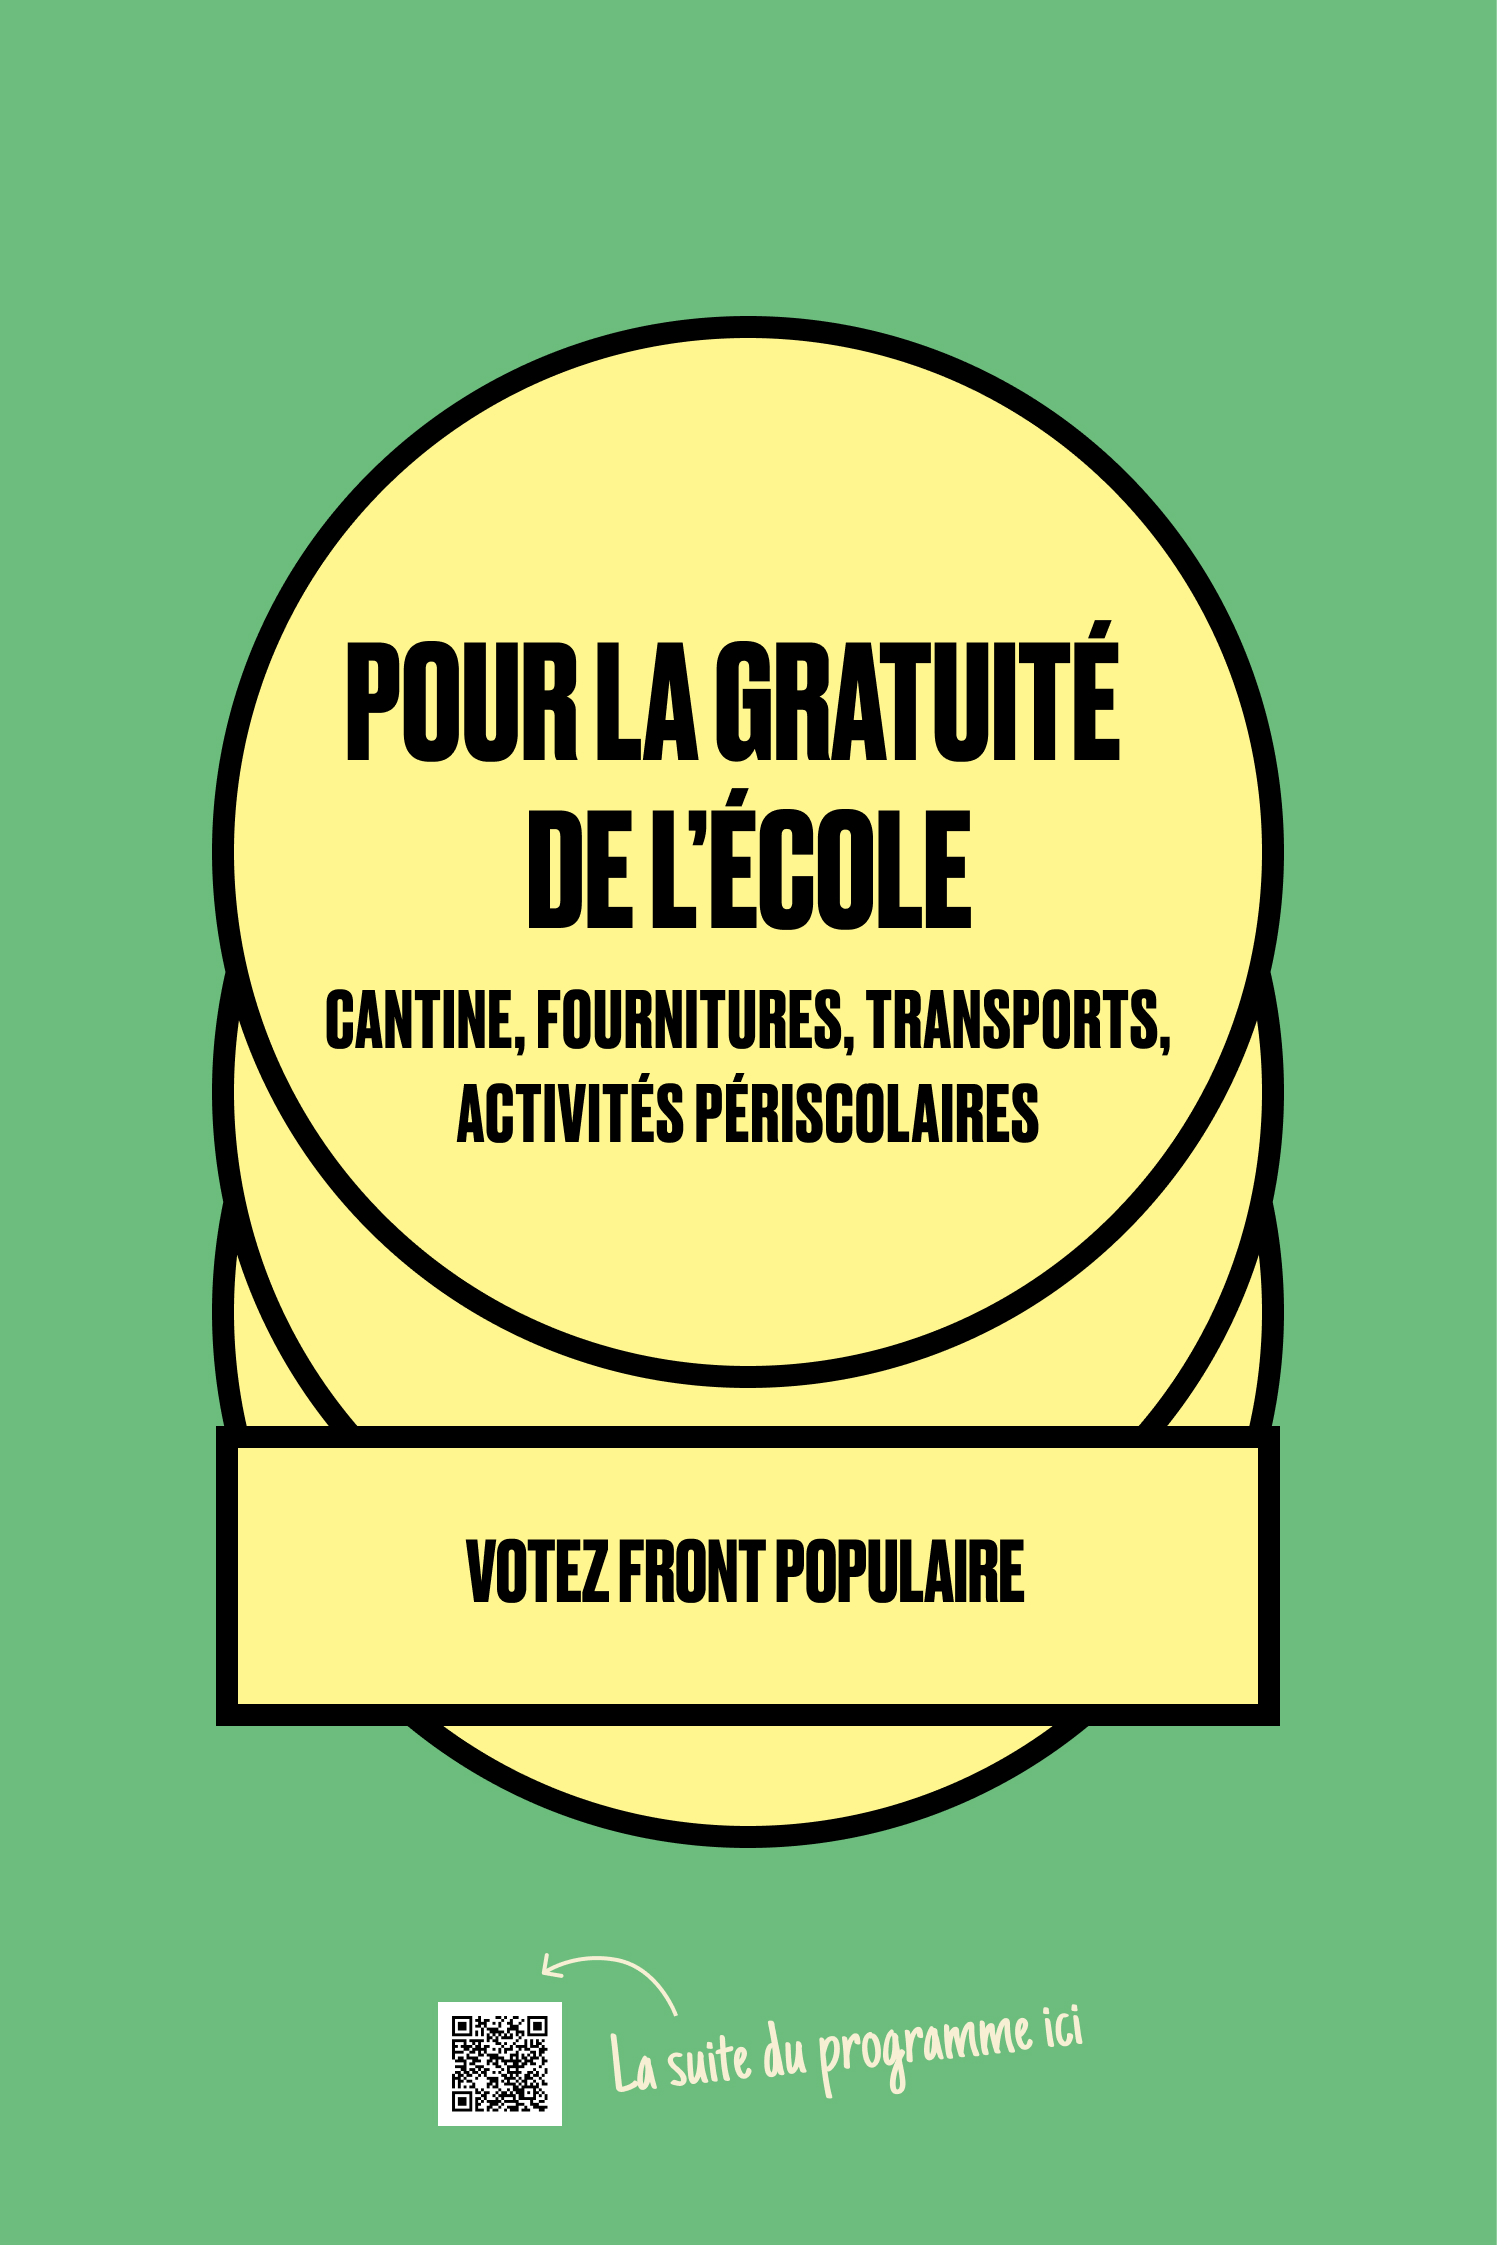 POUR LA GRATUITÉ
DE L’ÉCOLE
CANTINE, FOURNITURES, TRANSPORTS,
ACTIVITÉS PÉRISCOLAIRES
VOTEZ FRONT POPULAIRE
La suite du programme ici